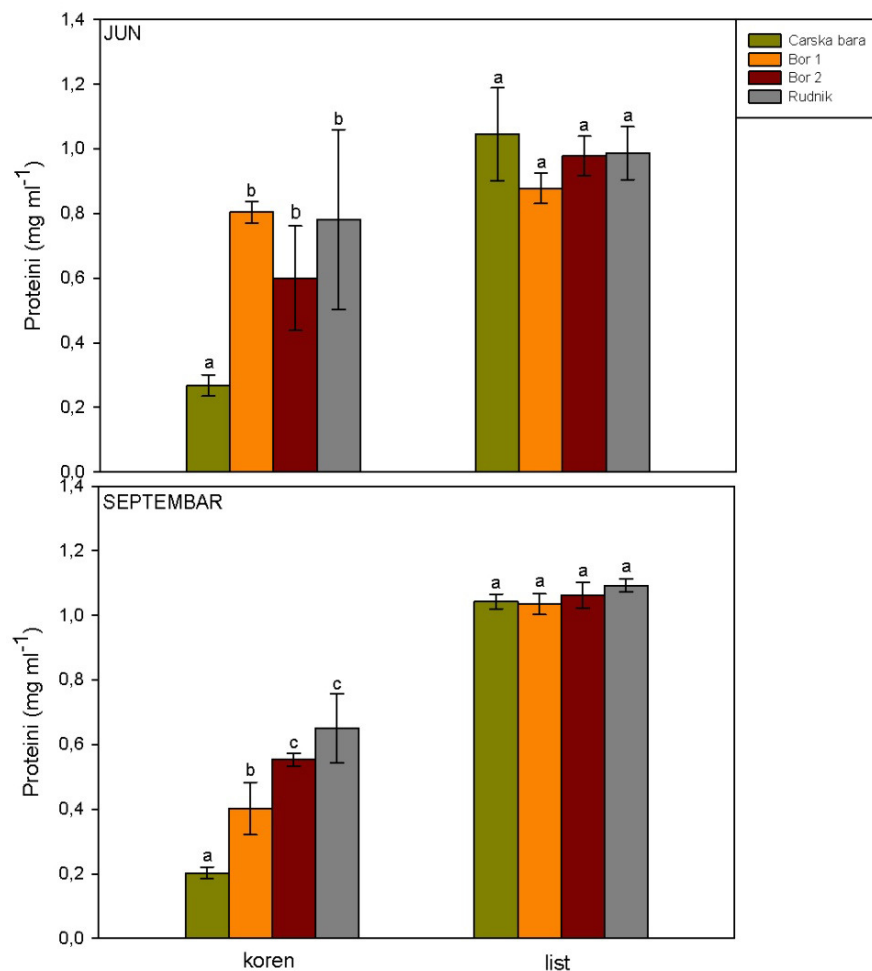 JUN
Proteini (mg ml-1)
1,4
1,2
1,0
0,8
0,6
0,4
0,2
0,0
a
b
b
b
a
a
a
a
Carska bara
Bor 1
Bor 2
Rudnik
SEPTEMBAR
Proteini (mg ml-1)
1,4
1,2
1,0
0,8
0,6
0,4
0,2
0,0
a
b
c
c
a
a
a
a
koren
list